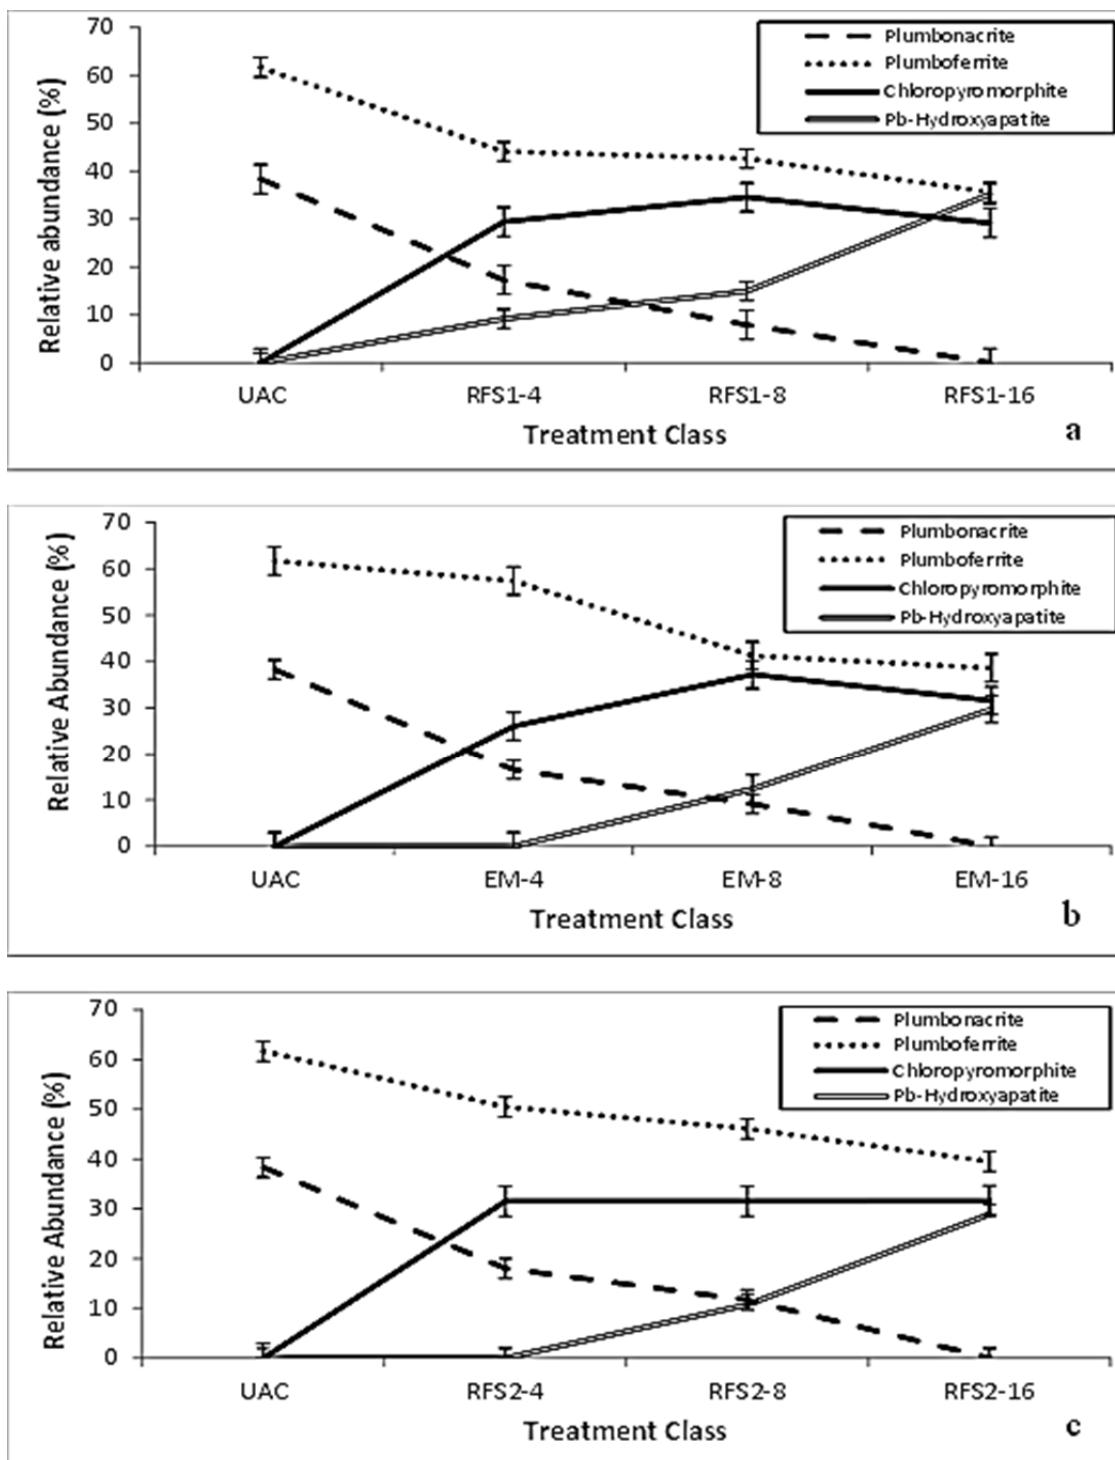 70
60
50
40
30
20
10
0
Relative abundance (%)
Plumbonacrite
Plumboferrite
Chloropyromorphite
Pb-Hydroxyapatite
UAC RFS1-4 RFS1-8 RFS1-16
Treatment Class
a
70
60
50
40
30
20
10
0
Relative Abundance (%)
Plumbonacrite
Plumboferrite
Chloropyromorphite
Pb-Hydroxyapatite
UAC EM-4 EM-8 EM-16
Treatment Class
b
70
60
50
40
30
20
10
0
Relative Abundance (%)
Plumbonacrite
Plumboferrite
Chloropyromorphite
Pb-Hydroxyapatite
UAC RFS2-4 RFS2-8 RFS2-16
Treatment Class
c